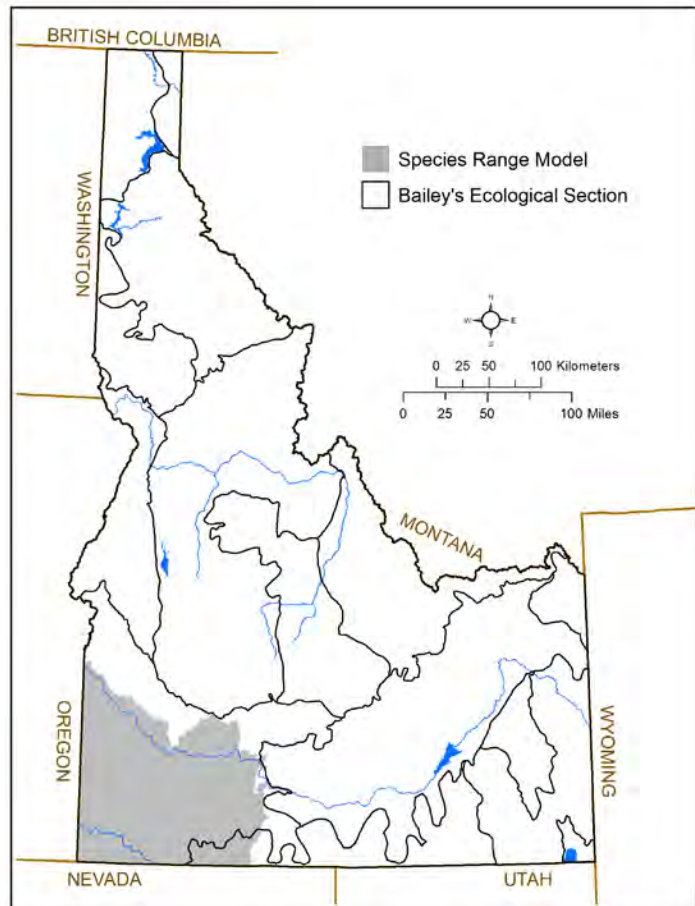 BRITISH COLUMBIA
WASHINGTON
Species Range Model
Bailey's Ecological Section
N
W E
S
0 25 50 100 Kilometers
0 25 50 100 Miles
MONTANA
OREGON
WYOMING
NEVADA
UTAH